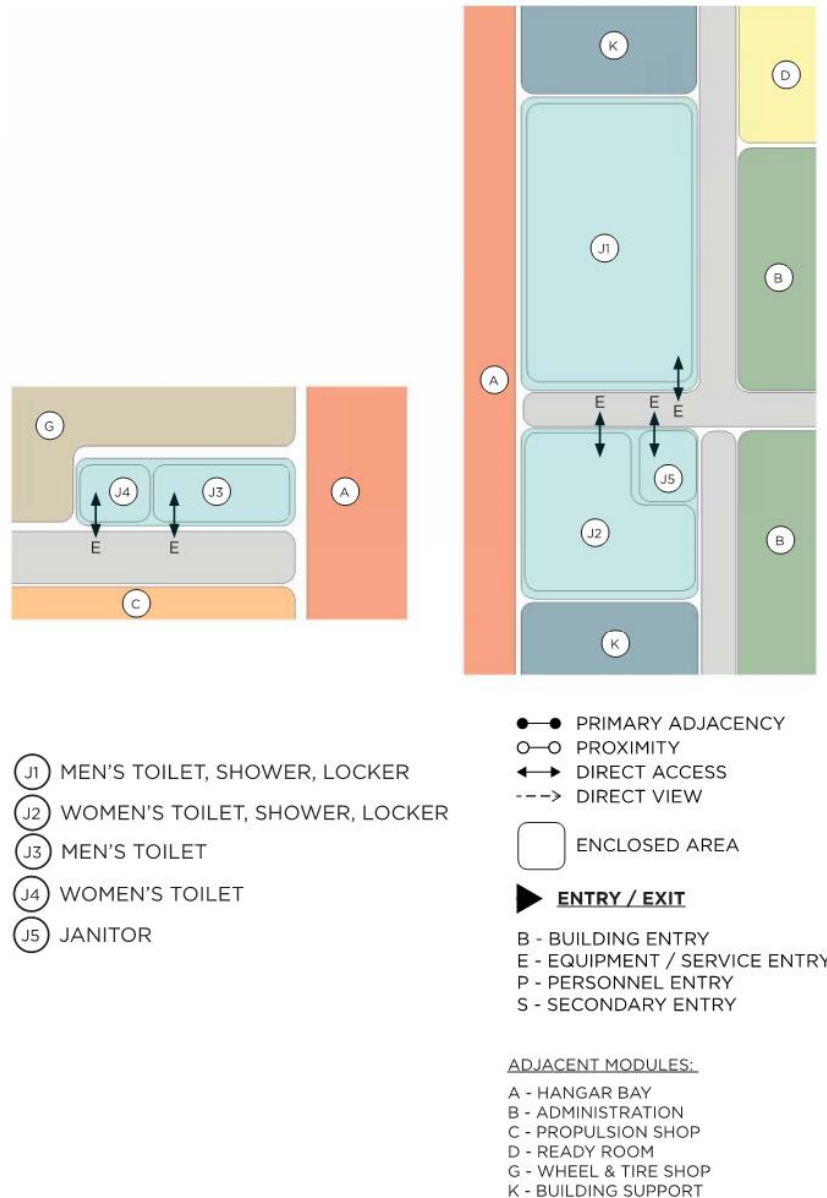 K
D
J1
B
A
E
E
E
G
J4
J3
A
J5
E
E
J2
B
C
K
J1 MEN'S TOILET, SHOWER, LOCKER
J2 WOMEN'S TOILET, SHOWER, LOCKER
J3 MEN'S TOILET
J4 WOMEN'S TOILET
J5 JANITOR
PRIMARY ADJACENCY
PROXIMITY
DIRECT ACCESS
DIRECT VIEW
ENCLOSED AREA
ENTRY / EXIT
B - BUILDING ENTRY
E - EQUIPMENT / SERVICE ENTRY
P - PERSONNEL ENTRY
S - SECONDARY ENTRY
ADJACENT MODULES:
A - HANGAR BAY
B - ADMINISTRATION
C - PROPULSION SHOP
D - READY ROOM
G - WHEEL & TIRE SHOP
K - BUILDING SUPPORT